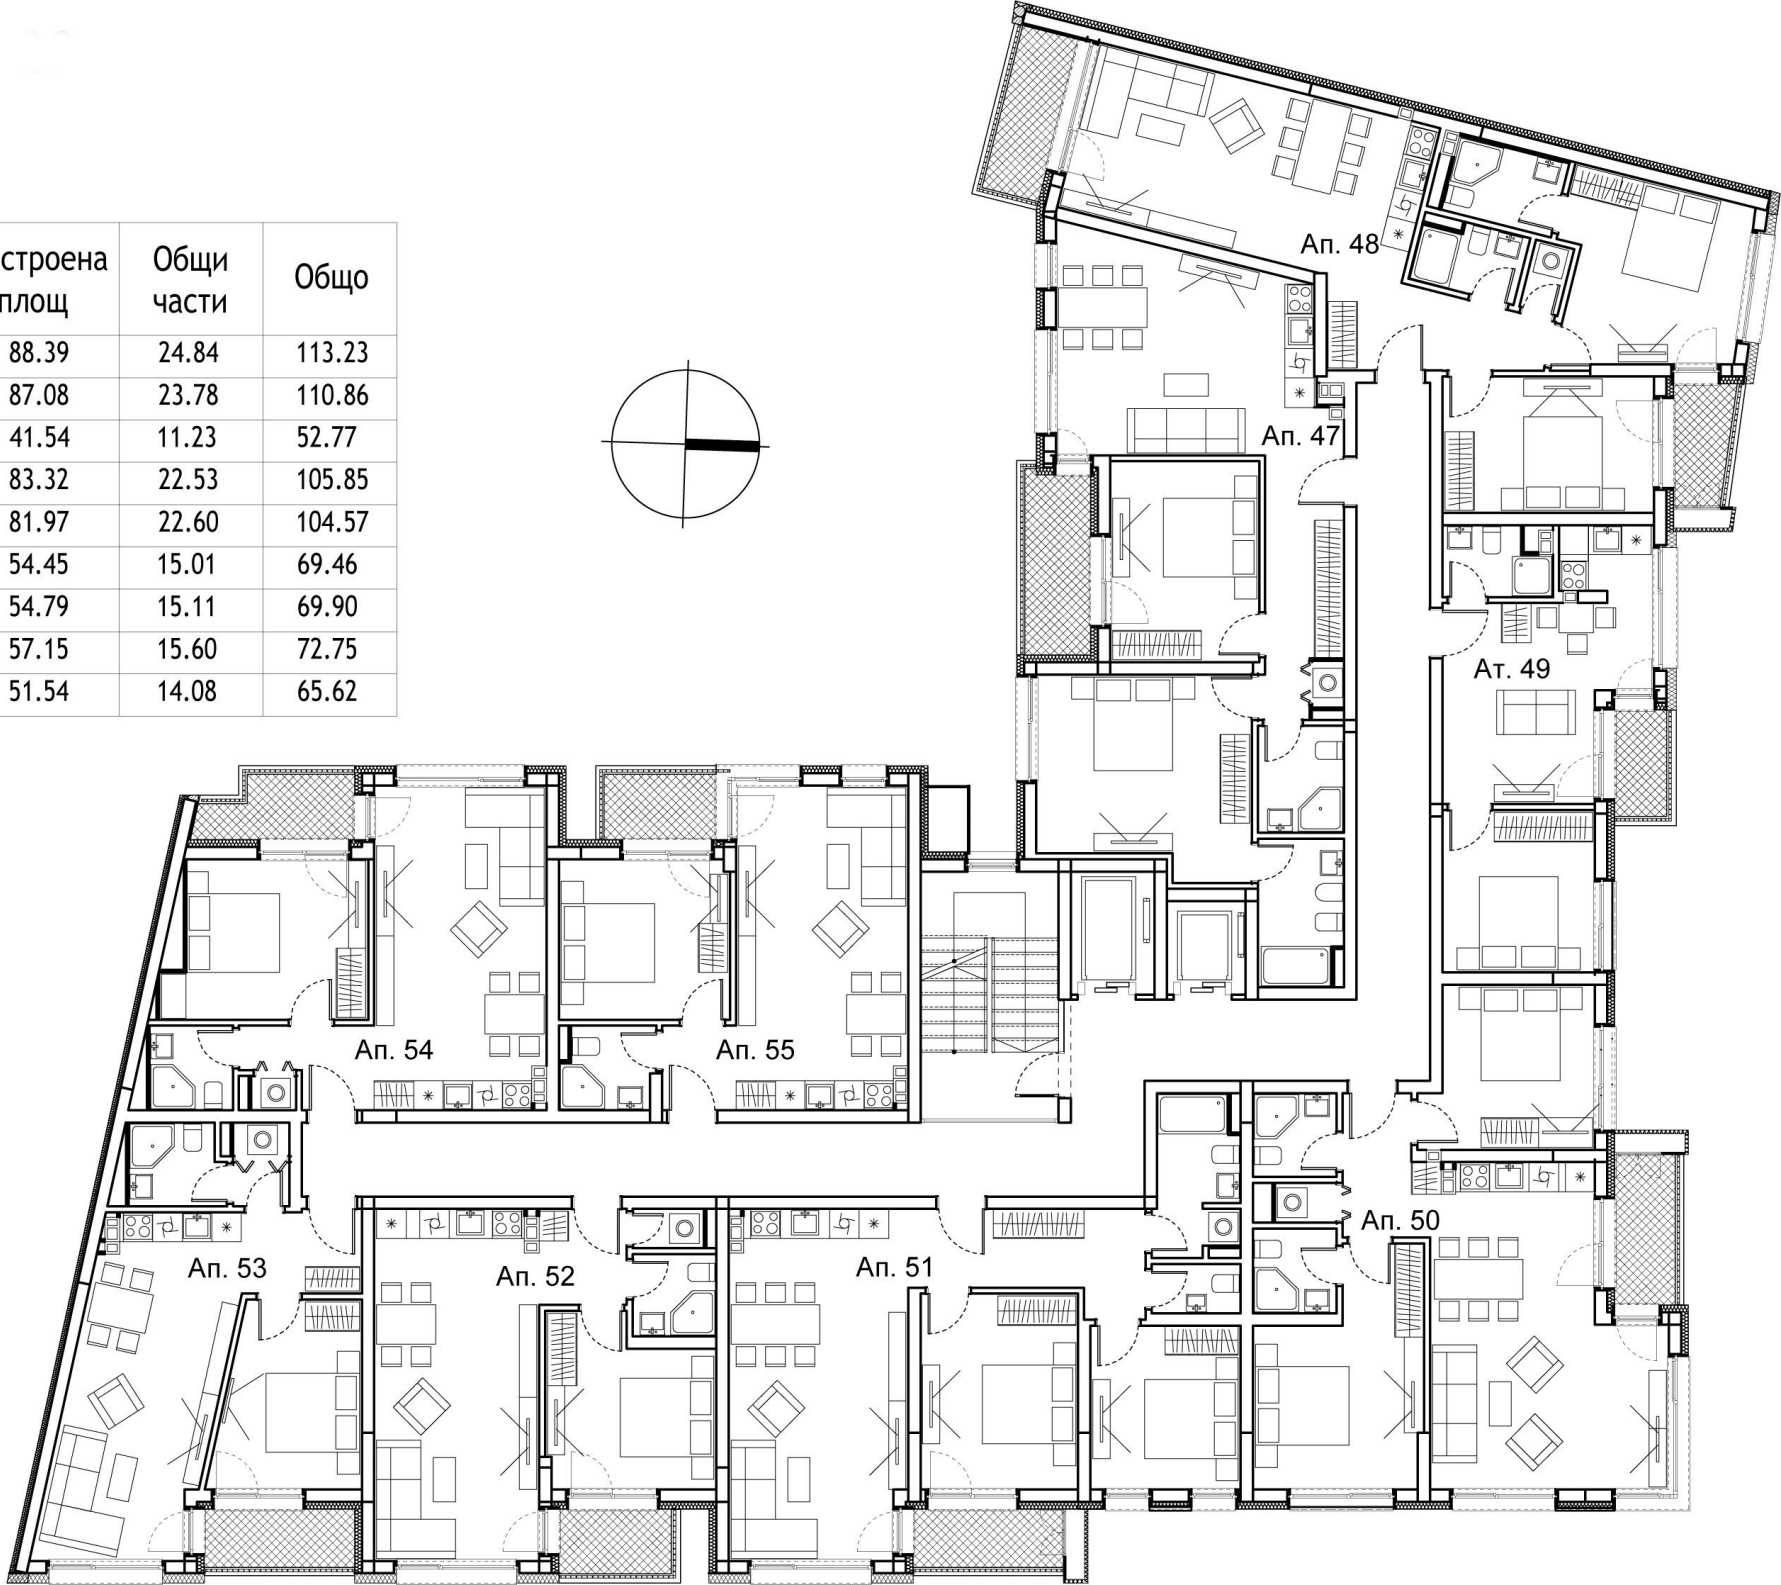 строена
площ
Общи
части
Общо
88.39 24.84 113.23
87.08 23.78 110.86
41.54 11.23 52.77
83.32 22.53 105.85
81.97 22.60 104.57
54.45 15.01 69.46
54.79 15.11 69.90
57.15 15.60 72.75
51.54 14.08 65.62
Ап. 48
Ап. 47
Ат. 49
Ап. 54
Ап. 55
Ап. 50
Ап. 53
Ап. 52
Ап. 51